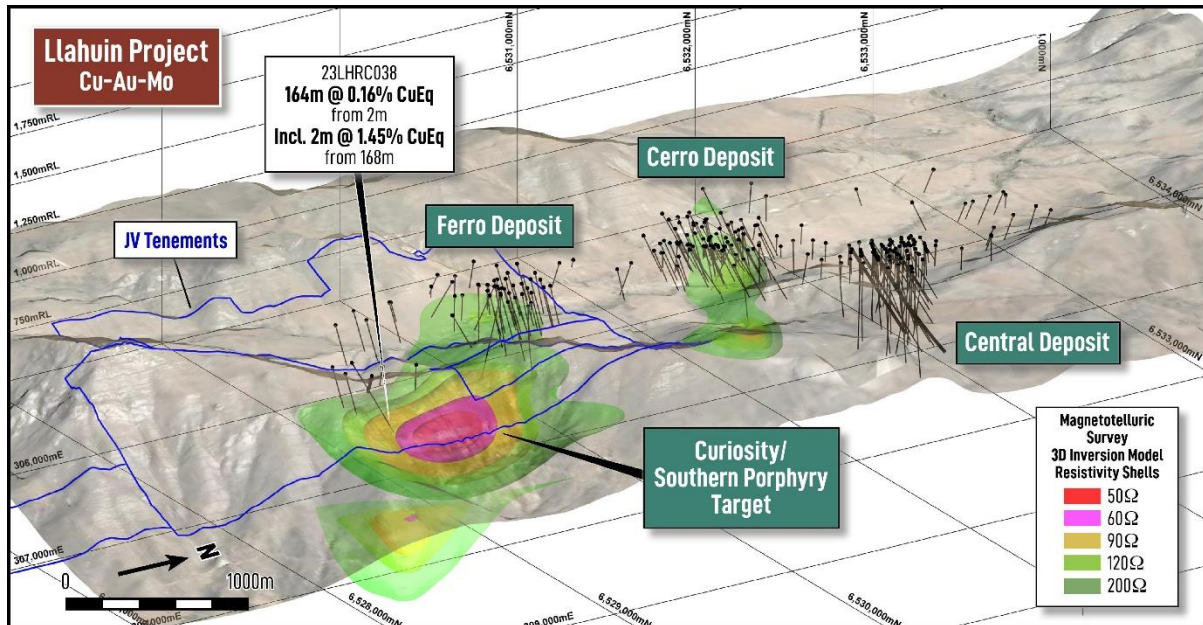 Llahuin Project
Cu-Au-Mo
23LHRC038
164m @ 0.16% CuEq
from 2m
Incl. 2m @ 1.45% CuEq
from 168m
6,531,000mN
6,532,000mN
6,533,000mN
1,000mN
1,750mRL
1,500mRL
1,250mRL
1,000mRL
750mRL
JV Tenements
Ferro Deposit
Cerro Deposit
Central Deposit
6,534,000mN
6,533,000mN
Curiosity/
Southern Porphyry
Target
306,000mE
307,000mE
N
0
1000m
6,528,000mN
6,529,000mN
6,530,000mN
Magnetotelluric
Survey
3D Inversion Model
Resistivity Shells
50Ω
60Ω
90Ω
120Ω
200Ω